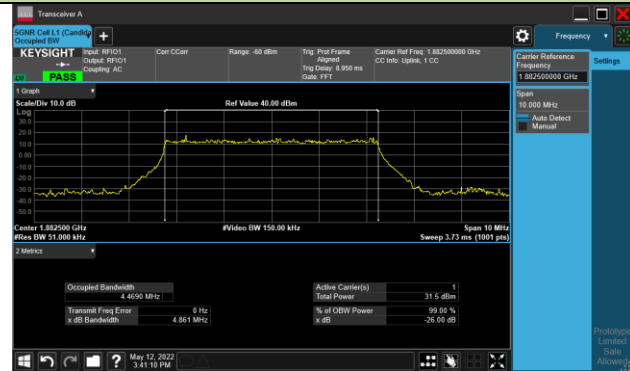 Transceiver A
5GNR Cell L1 (Candid
Occupied BW
Frequency
KEYSIGHT
PASS
Input: RFIO1
Output: RFIO1
Coupling: AC
Corr CCorr
Range: -60 dBm
Trig: Prst Frame
Aligned
Trig Delay: 8.950 ms
Gate: FFT
Carrier Ref Freq: 1.882500000 GHz
CC Info: Uplink, 1 CC
Carrier Reference
Frequency
1.882500000 GHz
Span
10.000 MHz
Auto Detect
Manual
Settings
1 Graph
Scale/Div 10.0 dB
Ref Value 40.00 dBm
Log
30.0
20.0
10.0
0.00
-10.0
-20.0
-30.0
-40.0
-50.0
Center 1.882500 GHz
#Res BW 51.000 kHz
#Video BW 150.00 kHz
Span 10 MHz
Sweep 3.73 ms (1001 pts)
2 Metrics
Occupied Bandwidth
4.4690 MHz
Transmit Freq Error 0 Hz
x dB Bandwidth 4.861 MHz
Active Carrier(s) 1
Total Power 31.5 dBm
% of OBW Power 99.00 %
x dB -26.00 dB
May 12, 2022
3:41:10 PM
Prototype
Limited
Sale
Allowed